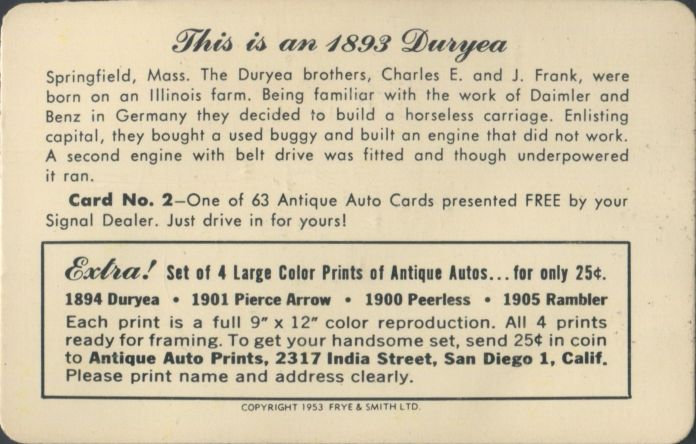 This is an 1893 Duryea
Springfield, Mass. The Duryea brothers, Charles E. and J. Frank, were
born on an Illinois farm. Being familiar with the work of Daimler and
Benz in Germany they decided to build a horseless carriage. Enlisting
capital, they bought a used buggy and built an engine that did not work.
A second engine with belt drive was fitted and though underpowered
it ran.
Card No. 2—One of 63 Antique Auto Cards presented FREE by your
Signal Dealer. Just drive in for yours!
Extra! Set of 4 Large Color Prints of Antique Autos...for only 25¢.
1894 Duryea • 1901 Pierce Arrow • 1900 Peerless • 1905 Rambler
Each print is a full 9" x 12" color reproduction. All 4 prints
ready for framing. To get your handsome set, send 25¢ in coin
to Antique Auto Prints, 2317 India Street, San Diego 1, Calif.
Please print name and address clearly.
COPYRIGHT 1953 FRYE & SMITH LTD.